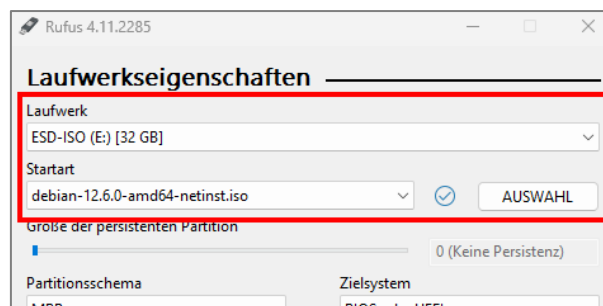 Rufus 4.11.2285
Laufwerkseigenschaften
Laufwerk
ESD-ISO (E:) [32 GB]
Startart
debian-12.6.0-amd64-netinst.iso
AUSWAHL
Größe der persistenten Partition
0 (Keine Persistenz)
Partitionsschema Zielsystem